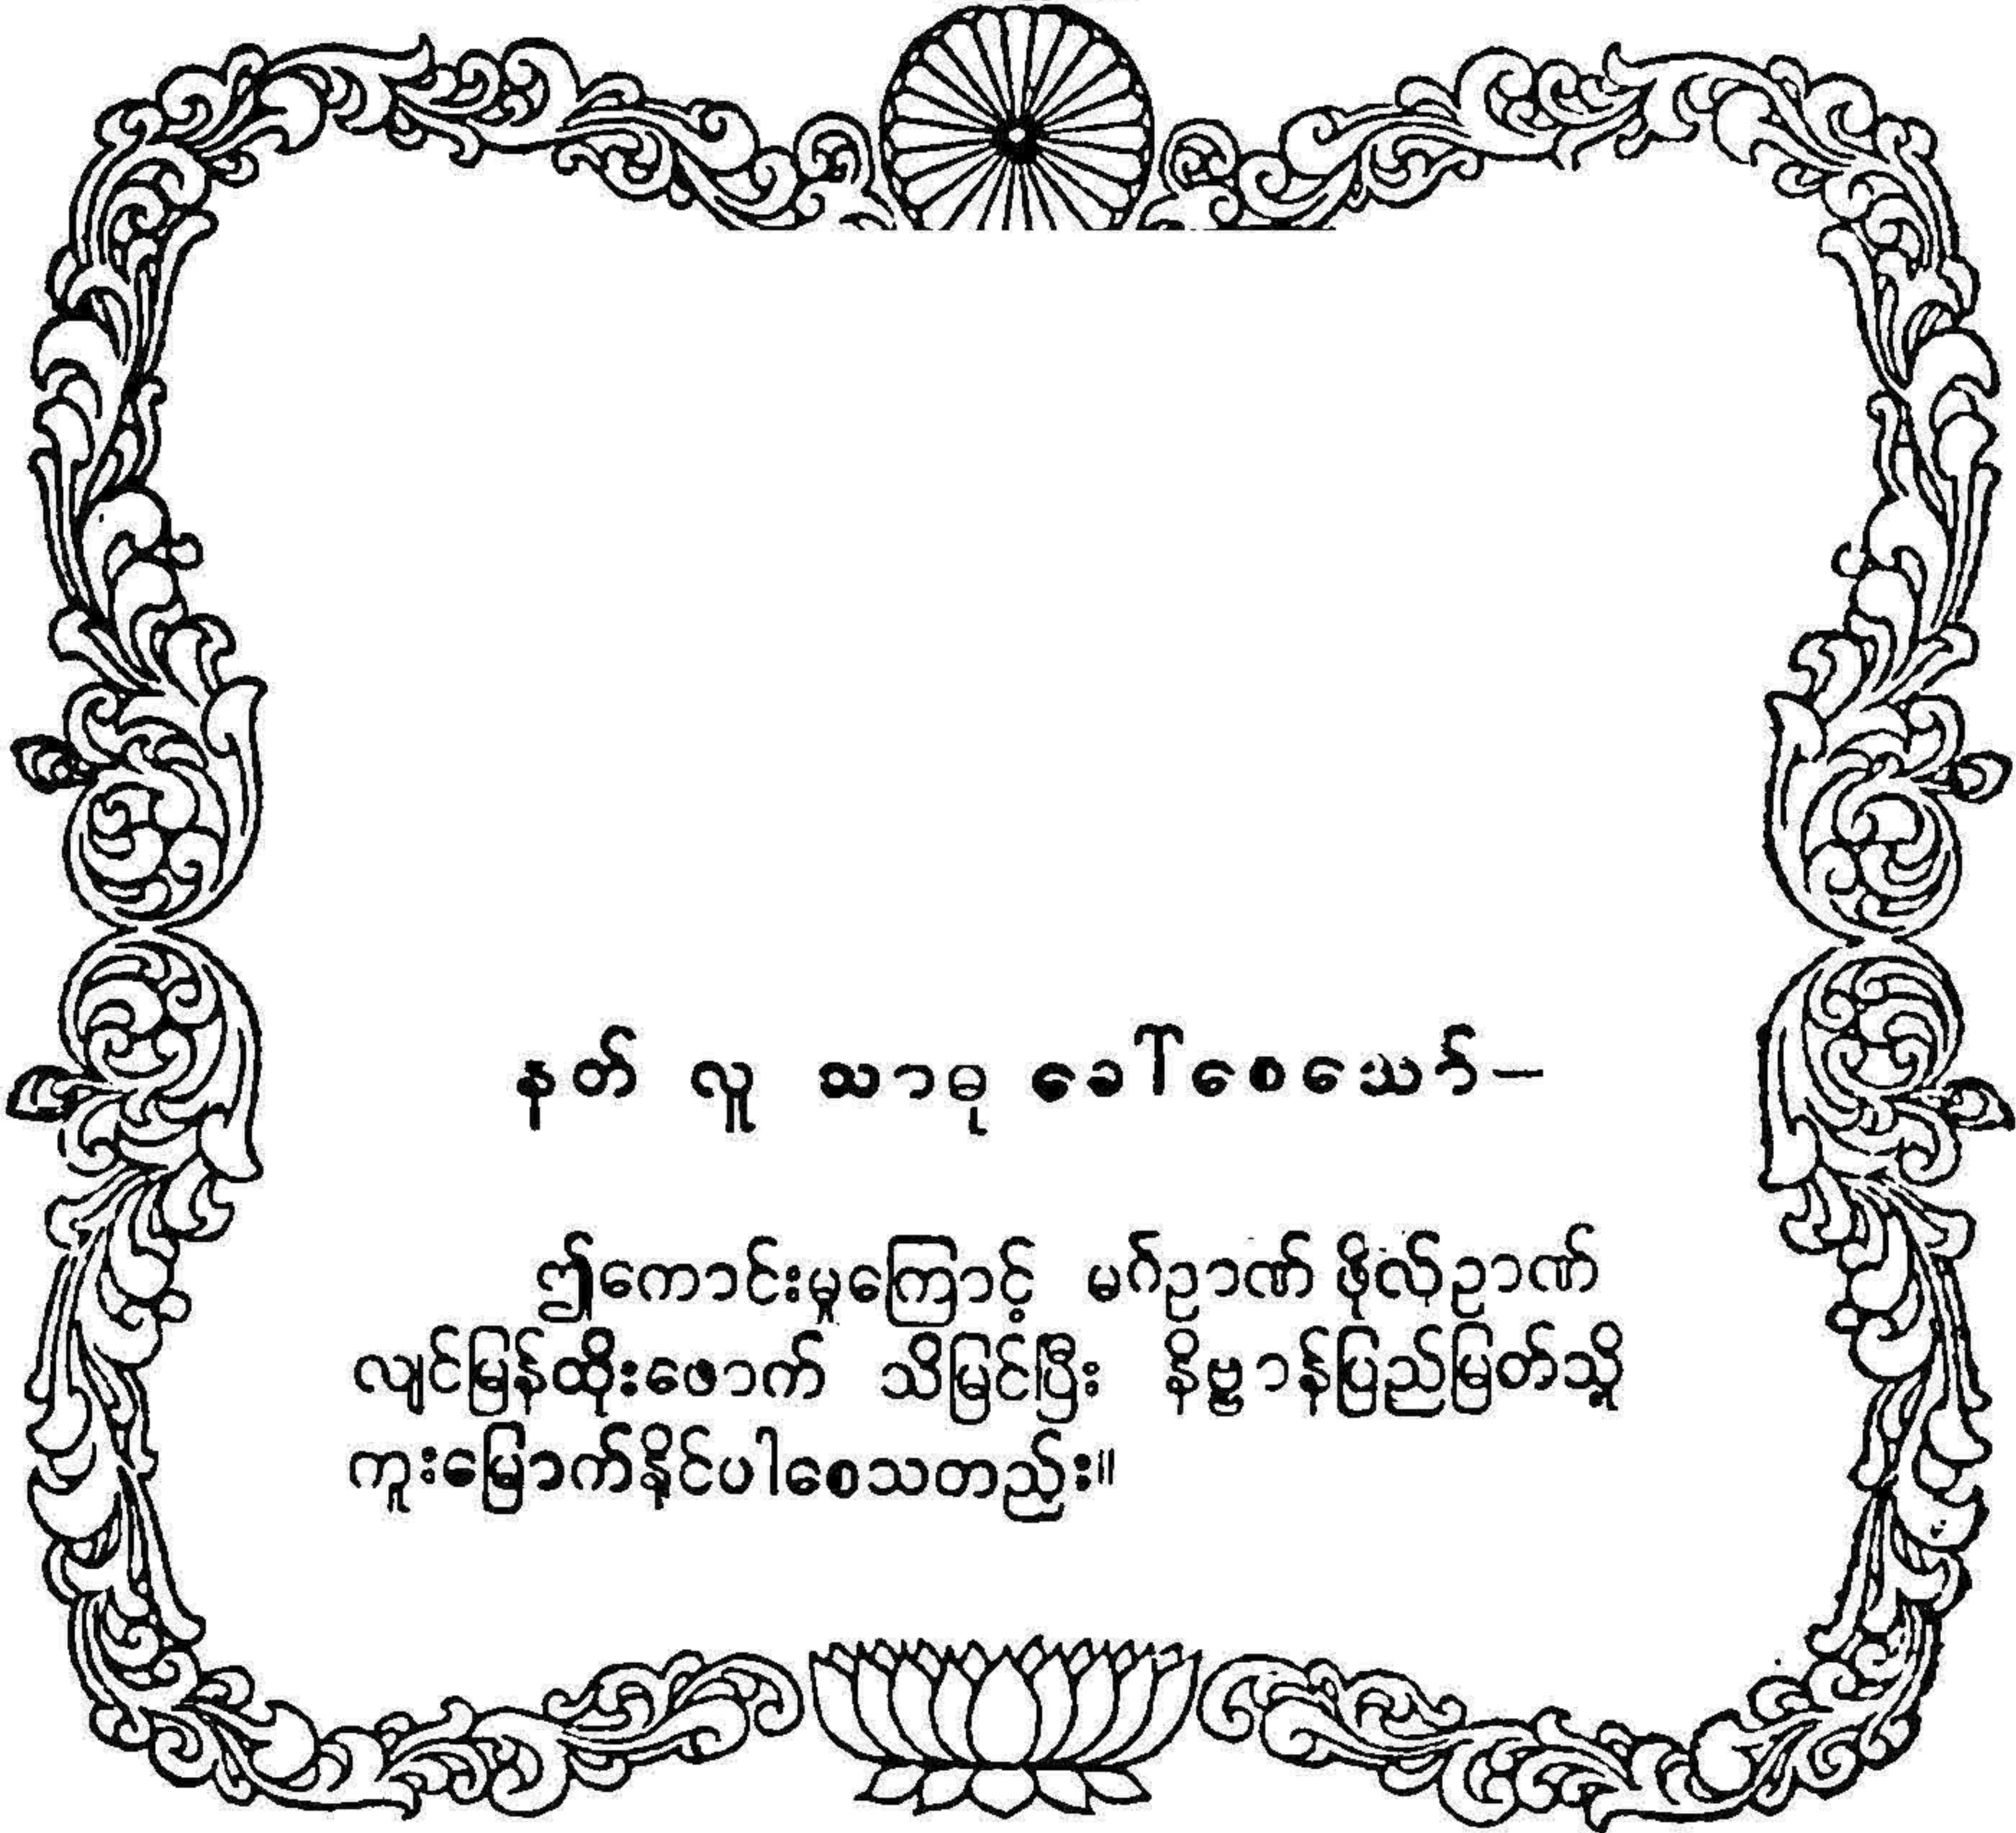 နတ် လူ သာဓု ခေါ်စေသော်—
ဤကောင်းမှုကြောင့် မဂ်ဉာဏ် ဖိုလ်ဉာဏ်
လျင်မြန်ထိုးဖောက် သိမြင်ပြီး နိဗ္ဗာန်ပြည်မြတ်သို့
ကူးမြောက်နိုင်ပါစေသတည်း။